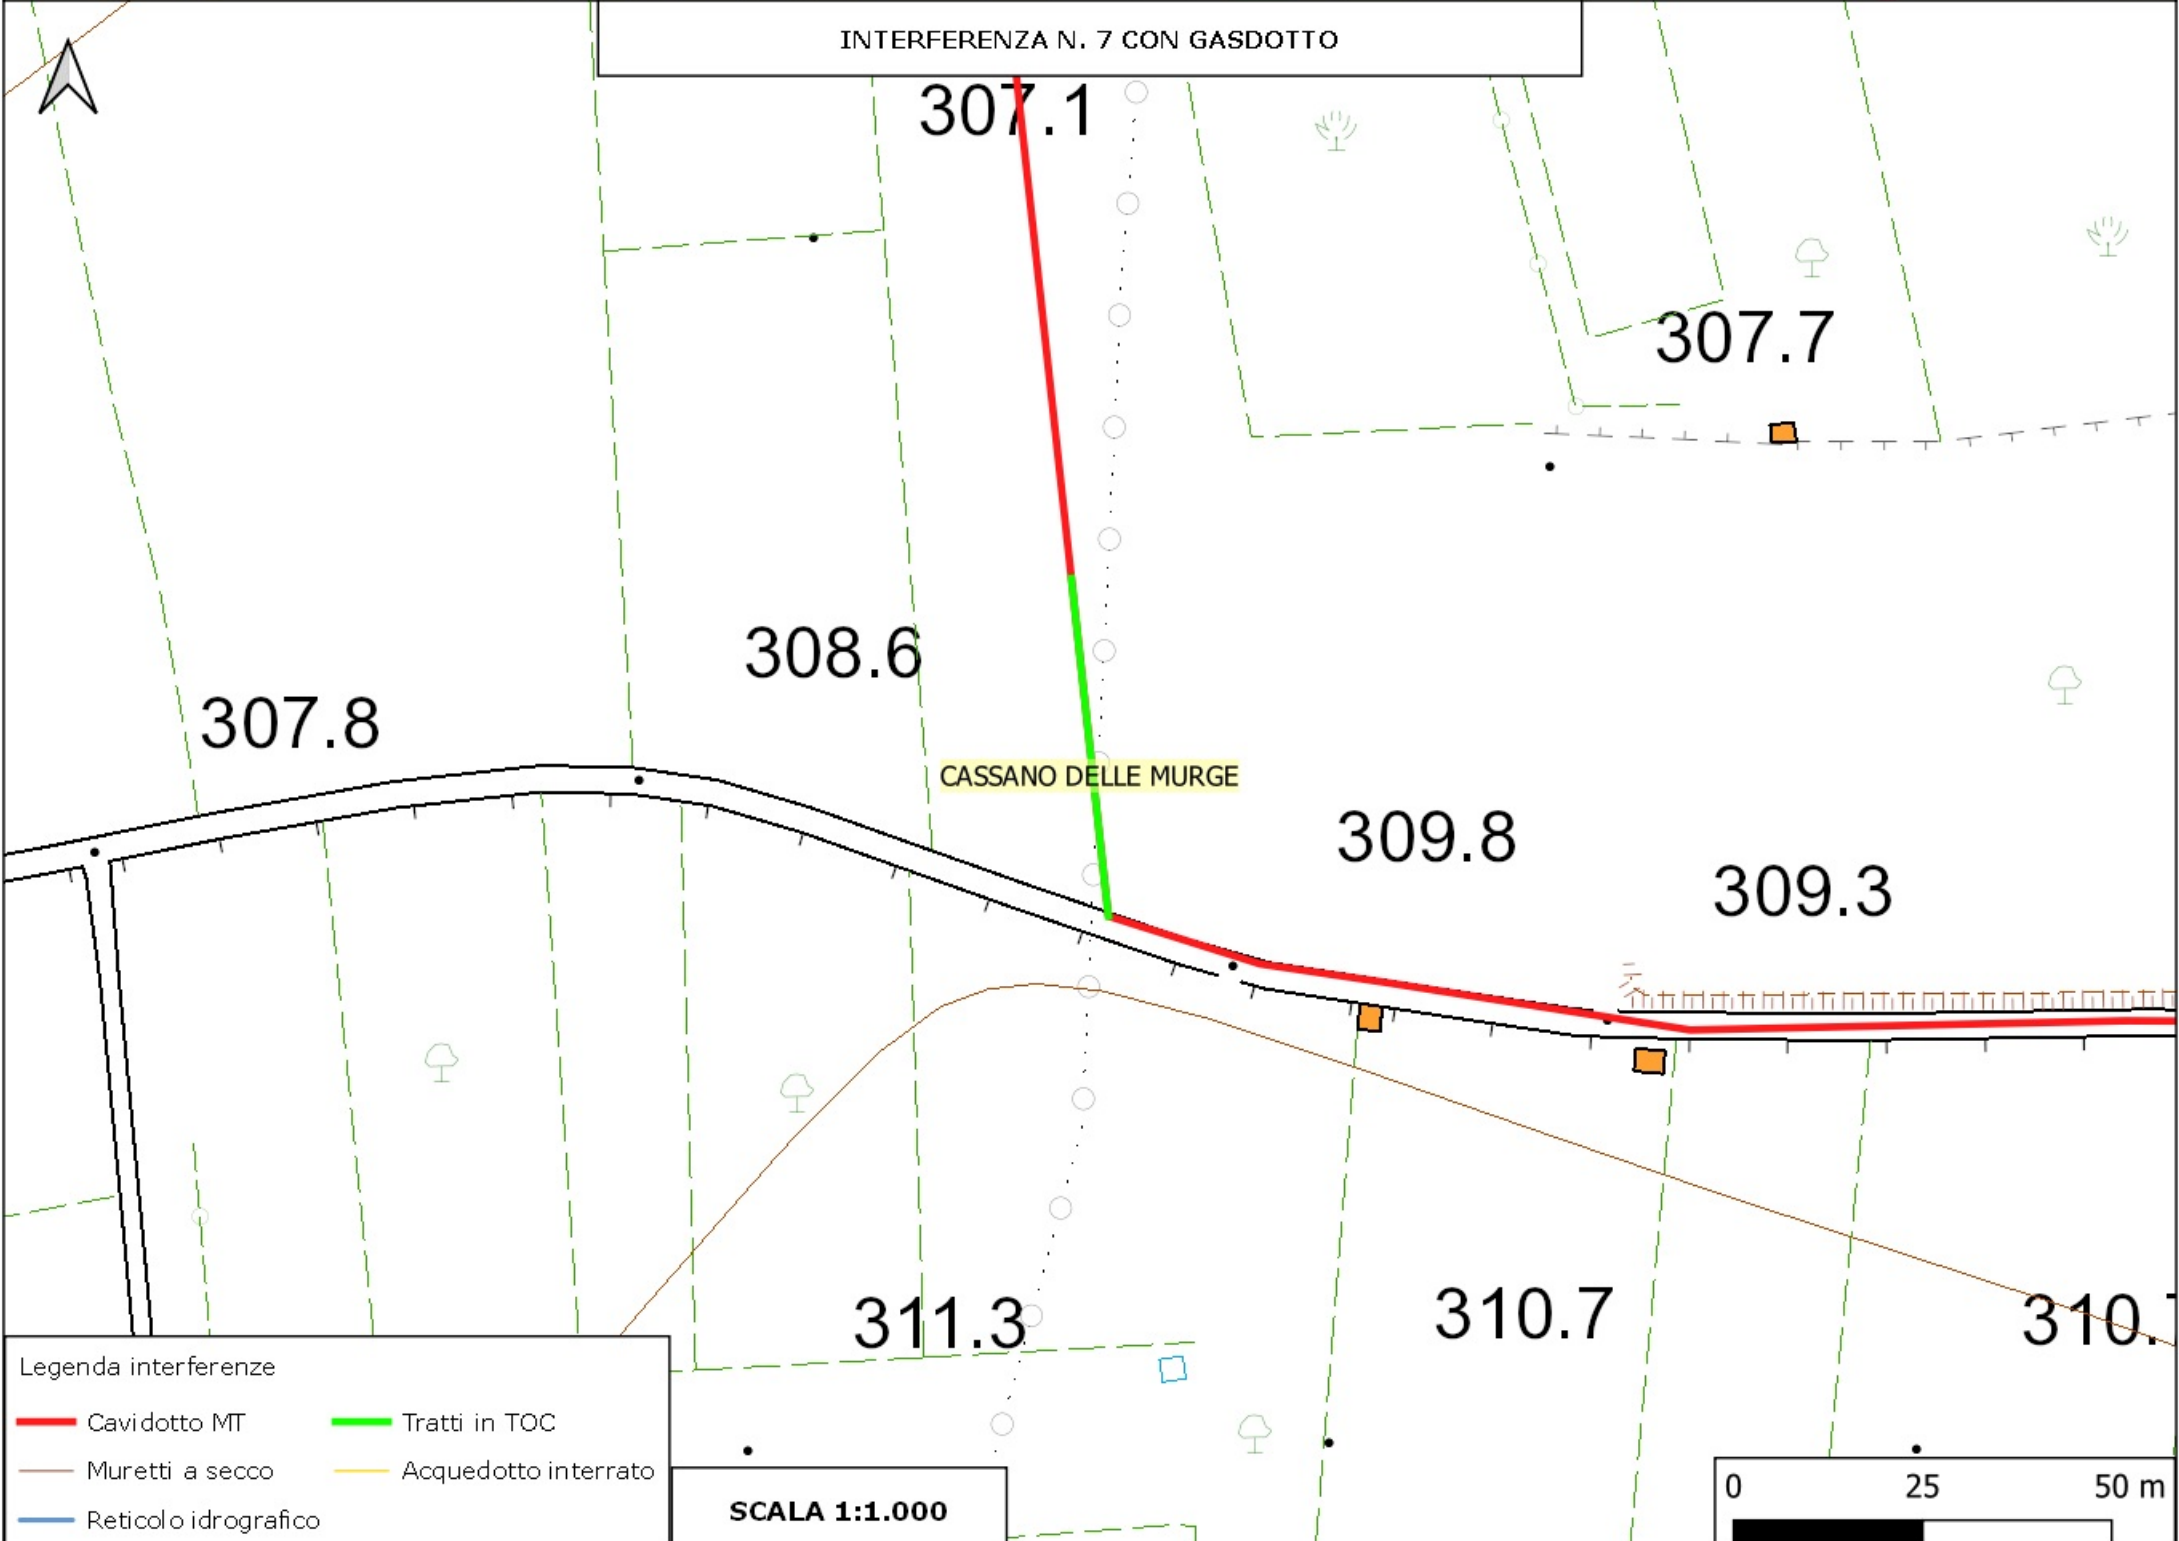 INTERFERENZA N. 7 CON GASDOTTO
307.1
307.7
308.6
307.8
CASSANO DELLE MURGE
309.8
309.3
311.3
310.7
310.7
Legenda interferenze
Cavidotto MT
Tratti in TOC
Muretti a secco
Acquedotto interrato
Reticolo idrografico
SCALA 1:1.000
0 25 50 m